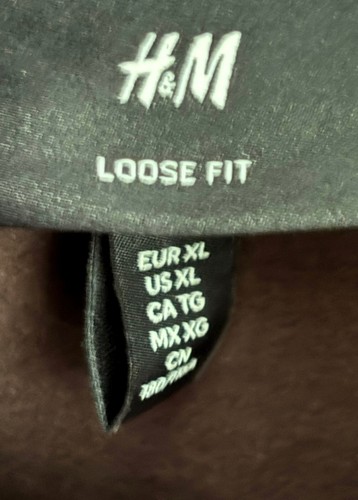 H&M
LOOSE FIT
EUR XL
US XL
CA TG
MX XG
CN